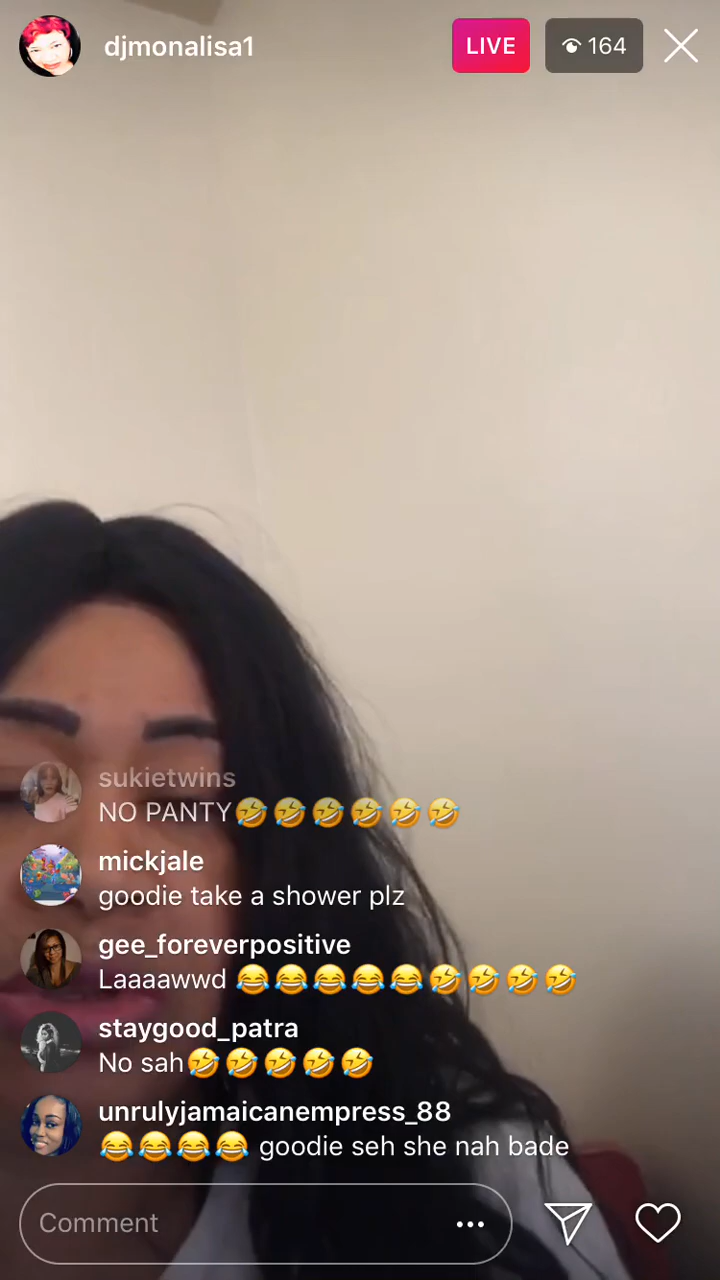 djmonalisa1
LIVE
164
sukietwins
NO PANTY🤣🤣🤣🤣🤣🤣
mickjale
goodie take a shower plz
gee_foreverpositive
Laaaawwd 😂😂😂😂😂🤣🤣🤣🤣
staygood_patra
No sah🤣🤣🤣🤣🤣
unrulyjamaicanempress_88
😂😂😂😂 goodie seh she nah bade
Comment